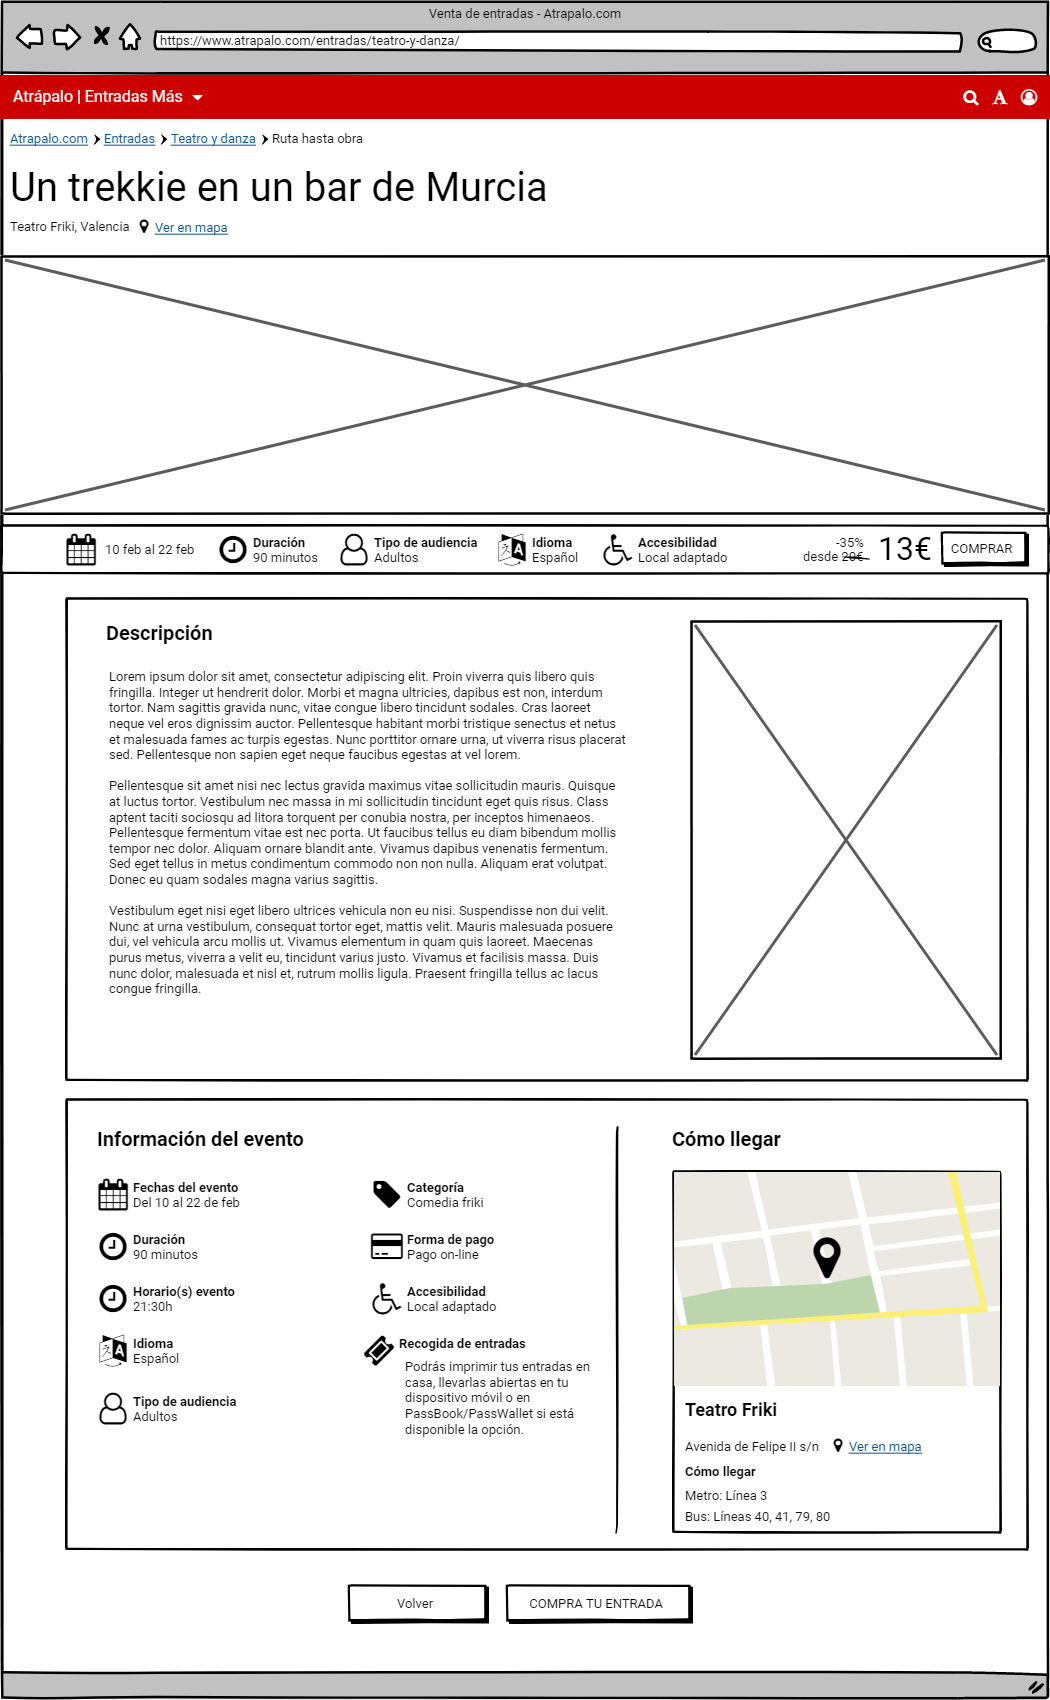 Venta de entradas - Atrapalo.com
https://www.atrapalo.com/entradas/teatro-y-danza/
Atrápalo | Entradas Más
A
Atrapalo.com Entradas Teatro y danza Ruta hasta obra
Un trekkie en un bar de Murcia
Teatro Friki, Valencia Ver en mapa
10 feb al 22 feb
Duración
90 minutos
Tipo de audiencia
Adultos
Idioma
Español
Accesibilidad
Local adaptado
-35%
desde 20€
13€
COMPRAR
Descripción
Lorem ipsum dolor sit amet, consectetur adipiscing elit. Proin viverra quis libero quis
fringilla. Integer ut hendrerit dolor. Morbi et magna ultricies, dapibus est non, interdum
tortor. Nam sagittis gravida nunc, vitae congue libero tincidunt sodales. Cras laoreet
neque vel eros dignissim auctor. Pellentesque habitant morbi tristique senectus et netus
et malesuada fames ac turpis egestas. Nunc porttitor ornare urna, ut viverra risus placerat
sed. Pellentesque non sapien eget neque faucibus egestas at vel lorem.
Pellentesque sit amet nisi nec lectus gravida maximus vitae sollicitudin mauris. Quisque
at luctus tortor. Vestibulum nec massa in mi sollicitudin tincidunt eget quis risus. Class
aptent taciti sociosqu ad litora torquent per conubia nostra, per inceptos himenaeos.
Pellentesque fermentum vitae est nec porta. Ut faucibus tellus eu diam bibendum mollis
tempor nec dolor. Aliquam ornare blandit ante. Vivamus dapibus venenatis fermentum.
Sed eget tellus in metus condimentum commodo non non nulla. Aliquam erat volutpat.
Donec eu quam sodales magna varius sagittis.
Vestibulum eget nisi eget libero ultrices vehicula non eu nisi. Suspendisse non dui velit.
Nunc at urna vestibulum, consequat tortor eget, mattis velit. Mauris malesuada posuere
dui, vel vehicula arcu mollis ut. Vivamus elementum in quam quis laoreet. Maecenas
purus metus, viverra a velit eu, tincidunt varius justo. Vivamus et facilisis massa. Duis
nunc dolor, malesuada et nisl et, rutrum mollis ligula. Praesent fringilla tellus ac lacus
congue fringilla.
Información del evento
Fechas del evento
Del 10 al 22 de feb
Duración
90 minutos
Horario(s) evento
21:30h
Idioma
Español
Tipo de audiencia
Adultos
Categoría
Comedia friki
Forma de pago
Pago on-line
Accesibilidad
Local adaptado
Recogida de entradas
Podrás imprimir tus entradas en
casa, llevarlas abiertas en tu
dispositivo móvil o en
PassBook/PassWallet si está
disponible la opción.
Cómo llegar
Teatro Friki
Avenida de Felipe II s/n Ver en mapa
Cómo llegar
Metro: Línea 3
Bus: Líneas 40, 41, 79, 80
Volver
COMPRA TU ENTRADA